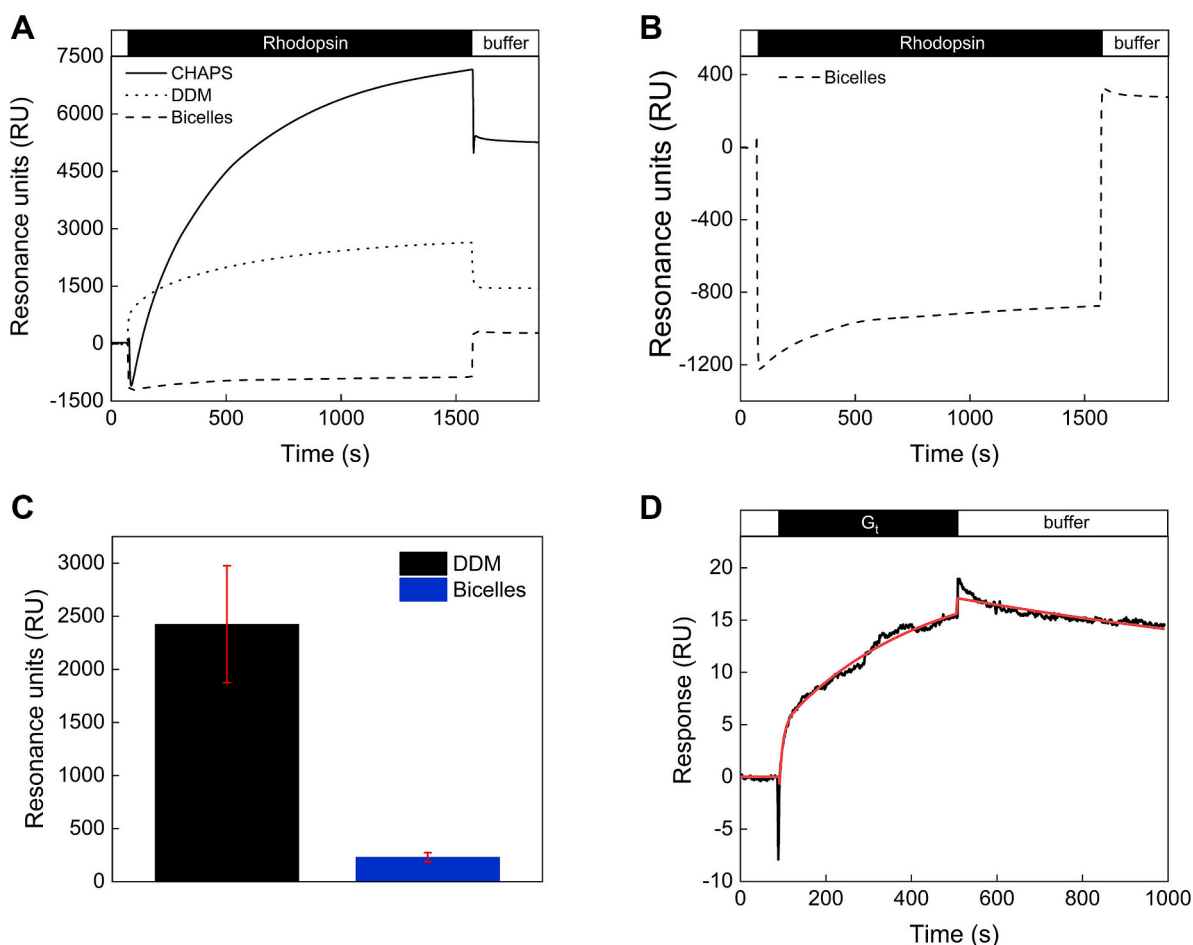 A
Rhodopsin
buffer
CHAPS
DDM
Bicelles
7500
6000
4500
3000
1500
0
-1500
Resonance units (RU)
0
500
1000
1500
Time (s)
B
Rhodopsin
buffer
Bicelles
400
0
-400
-800
-1200
Resonance units (RU)
0
500
1000
1500
Time (s)
C
DDM
Bicelles
3000
2500
2000
1500
1000
500
0
Resonance units (RU)
D
Gt
buffer
20
15
10
5
0
-5
-10
Response (RU)
0
200
400
600
800
1000
Time (s)